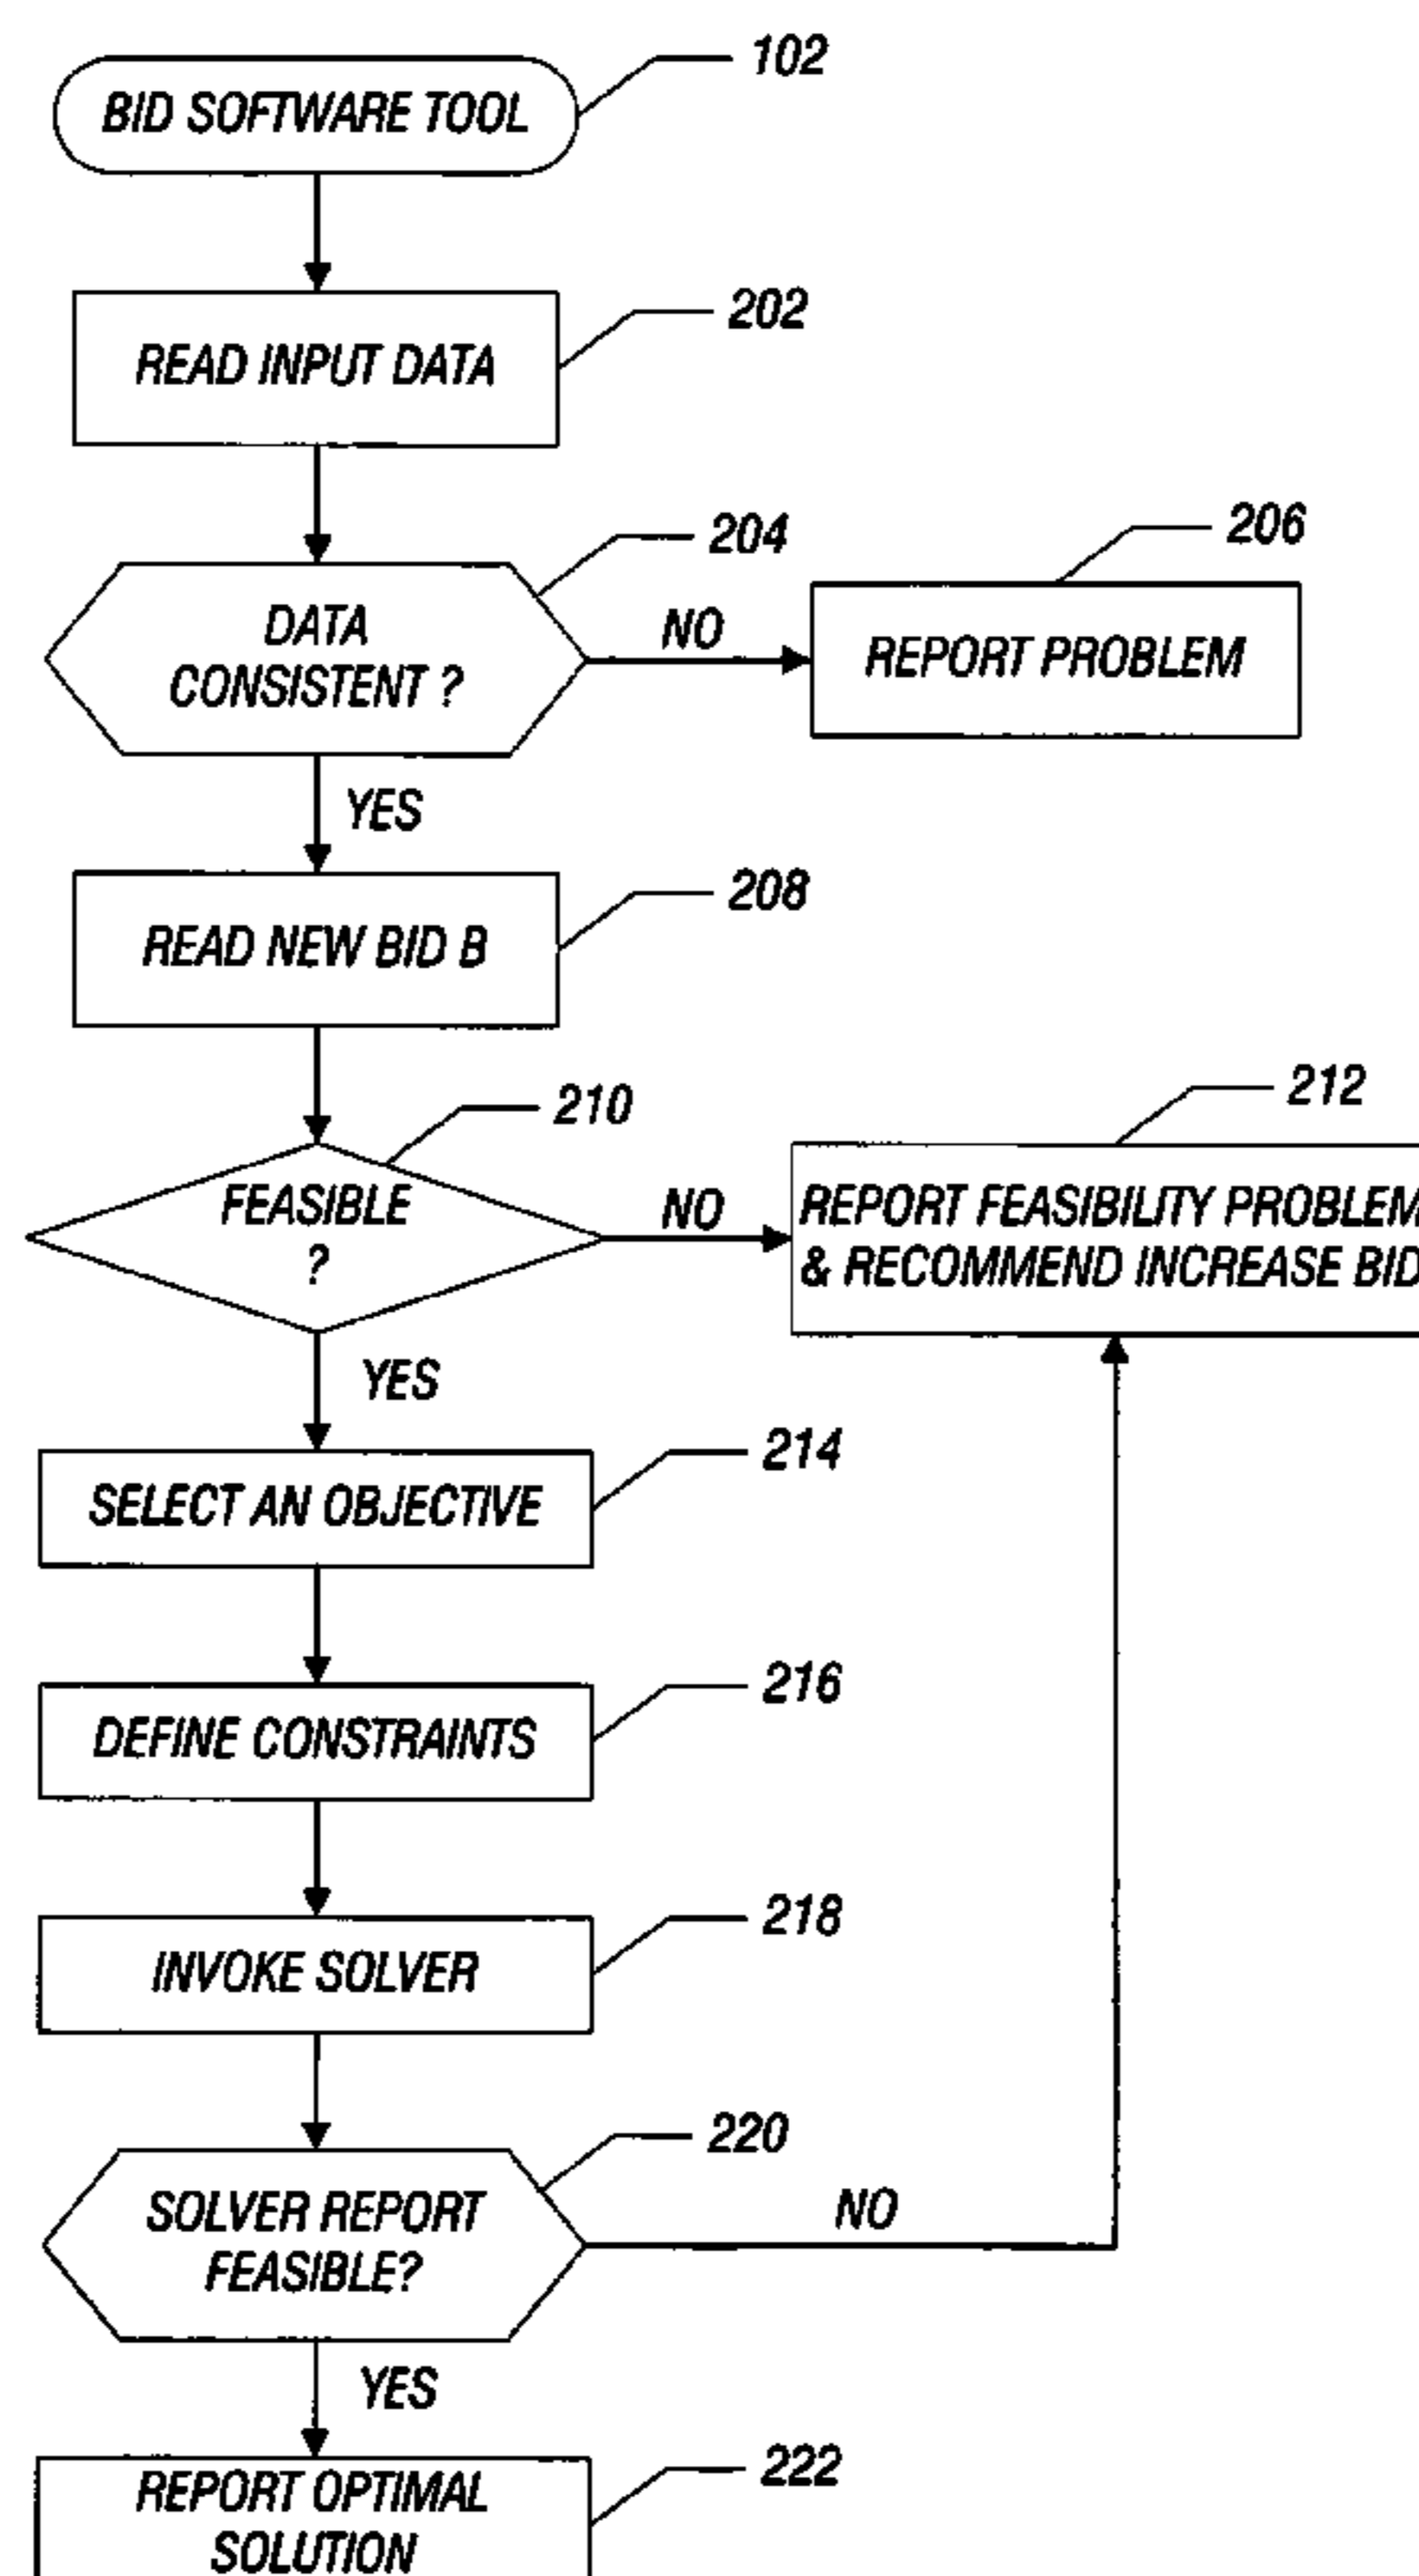 102
BID SOFTWARE TOOL
202
READ INPUT DATA
204
206
DATA
CONSISTENT ?
NO
REPORT PROBLEM
YES
208
READ NEW BID B
210
212
FEASIBLE
?
NO
REPORT FEASIBILITY PROBLEM
& RECOMMEND INCREASE BID
YES
214
SELECT AN OBJECTIVE
216
DEFINE CONSTRAINTS
218
INVOKE SOLVER
220
SOLVER REPORT
FEASIBLE?
NO
YES
222
REPORT OPTIMAL
SOLUTION